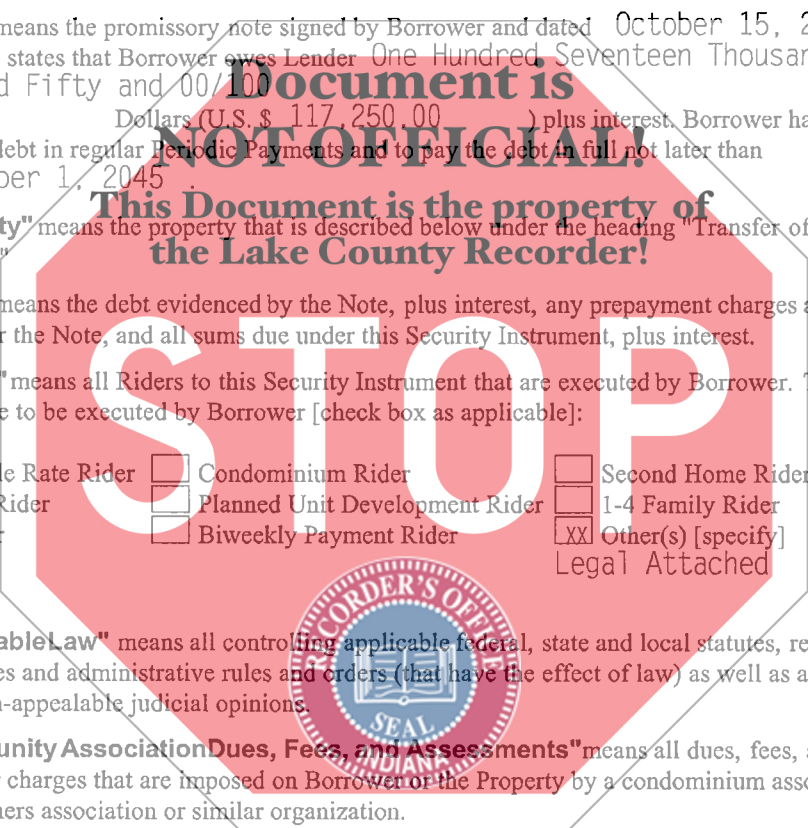 means the promissory note signed by Borrower and dated October 15, 2
states that Borrower owes Lender One Hundred Seventeen Thousan
d Fifty and 00/100
Document is
Dollars (U.S. $ 117,250.00 ) plus interest. Borrower ha
NOT OFFICIAL!
debt in regular Periodic Payments and to pay the debt in full not later than
ber 1, 2045 .
This Document is the property of
ty" means the property that is described below under the heading "Transfer of
the Lake County Recorder!
"
means the debt evidenced by the Note, plus interest, any prepayment charges a
r the Note, and all sums due under this Security Instrument, plus interest.
STOP
" means all Riders to this Security Instrument that are executed by Borrower. T
e to be executed by Borrower [check box as applicable]:
le Rate Rider Condominium Rider Second Home Rider
Rider Planned Unit Development Rider 1-4 Family Rider
r Biweekly Payment Rider XX Other(s) [specify]
Legal Attached
RECORDER'S OFFICE
SEAL
INDIANA
ableLaw" means all controlling applicable federal, state and local statutes, re
es and administrative rules and orders (that have the effect of law) as well as a
-appealable judicial opinions.
unity AssociationDues, Fees, and Assessments" means all dues, fees, a
r charges that are imposed on Borrower or the Property by a condominium asso
ners association or similar organization.